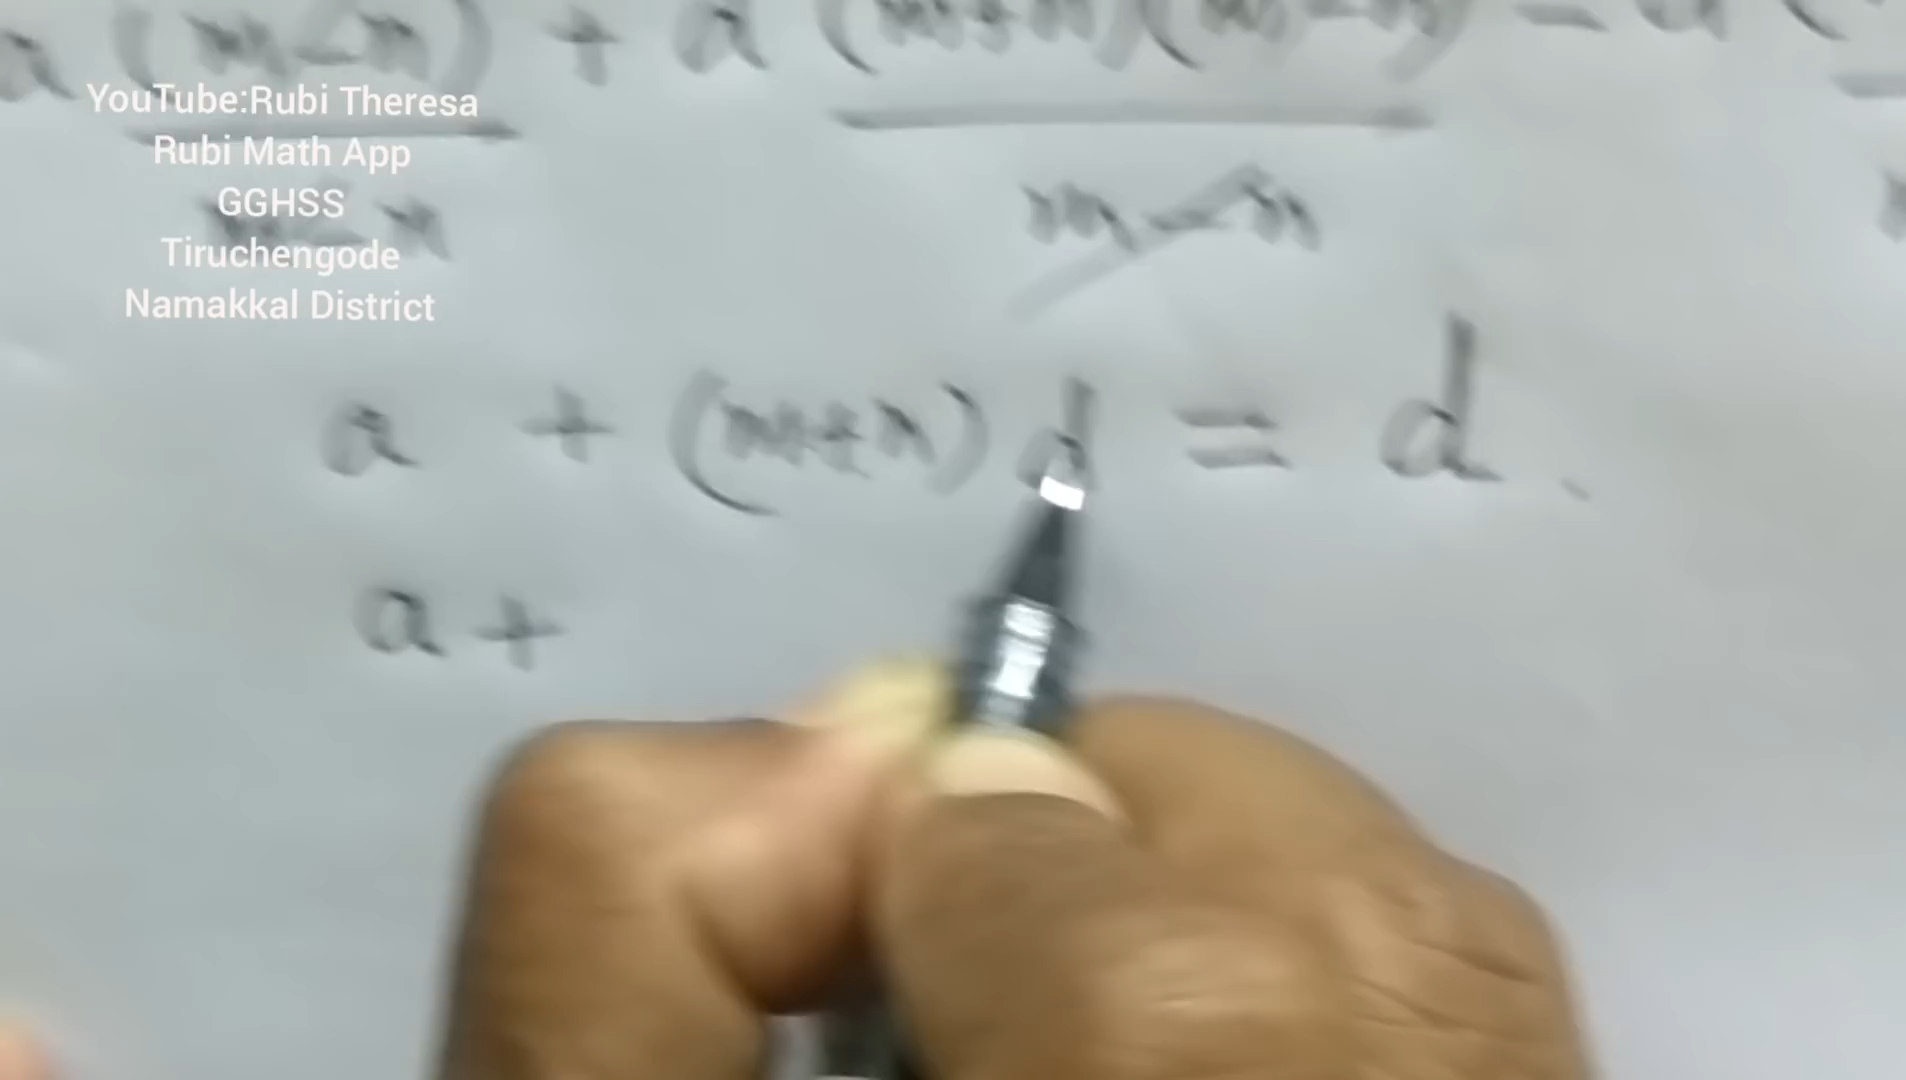 a (m-n) + a (m+n)(m-n) = d (
m-n m-n
YouTube:Rubi Theresa
Rubi Math App
GGHSS
Tiruchengode
Namakkal District
a + (m+n) d = d
a +